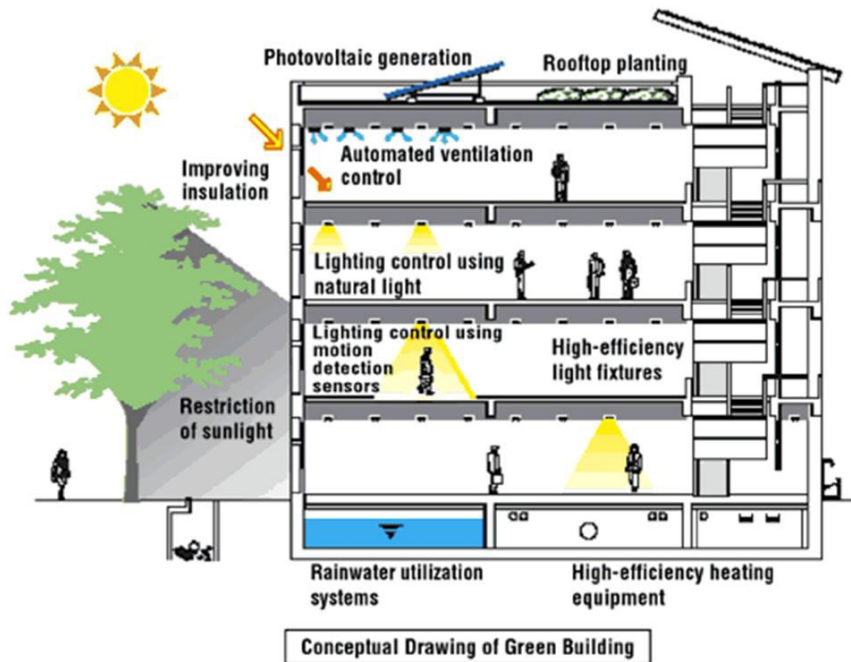 Photovoltaic generation
Rooftop planting
Improving
insulation
Automated ventilation
control
Lighting control using
natural light
Lighting control using
motion
detection
sensors
High-efficiency
light fixtures
Restriction
of sunlight
Rainwater utilization
systems
High-efficiency heating
equipment
Conceptual Drawing of Green Building